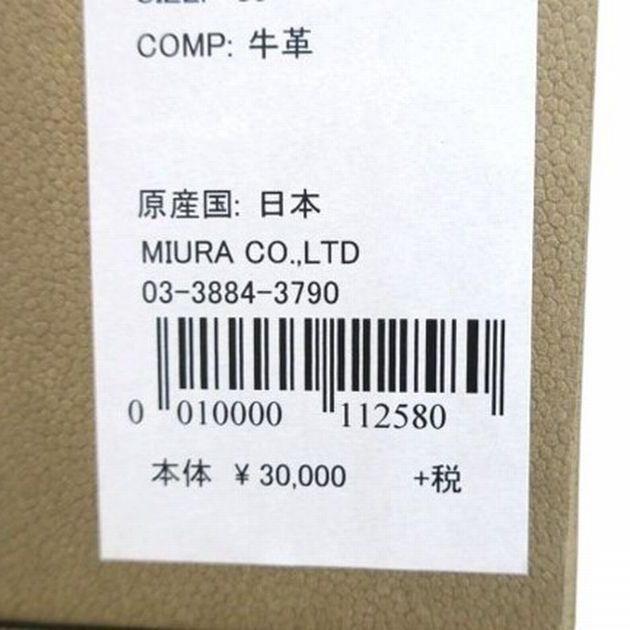 COMP: 牛革
原産国: 日本
MIURA CO.,LTD
03-3884-3790
0 010000 112580
本体 ¥30,000 +税